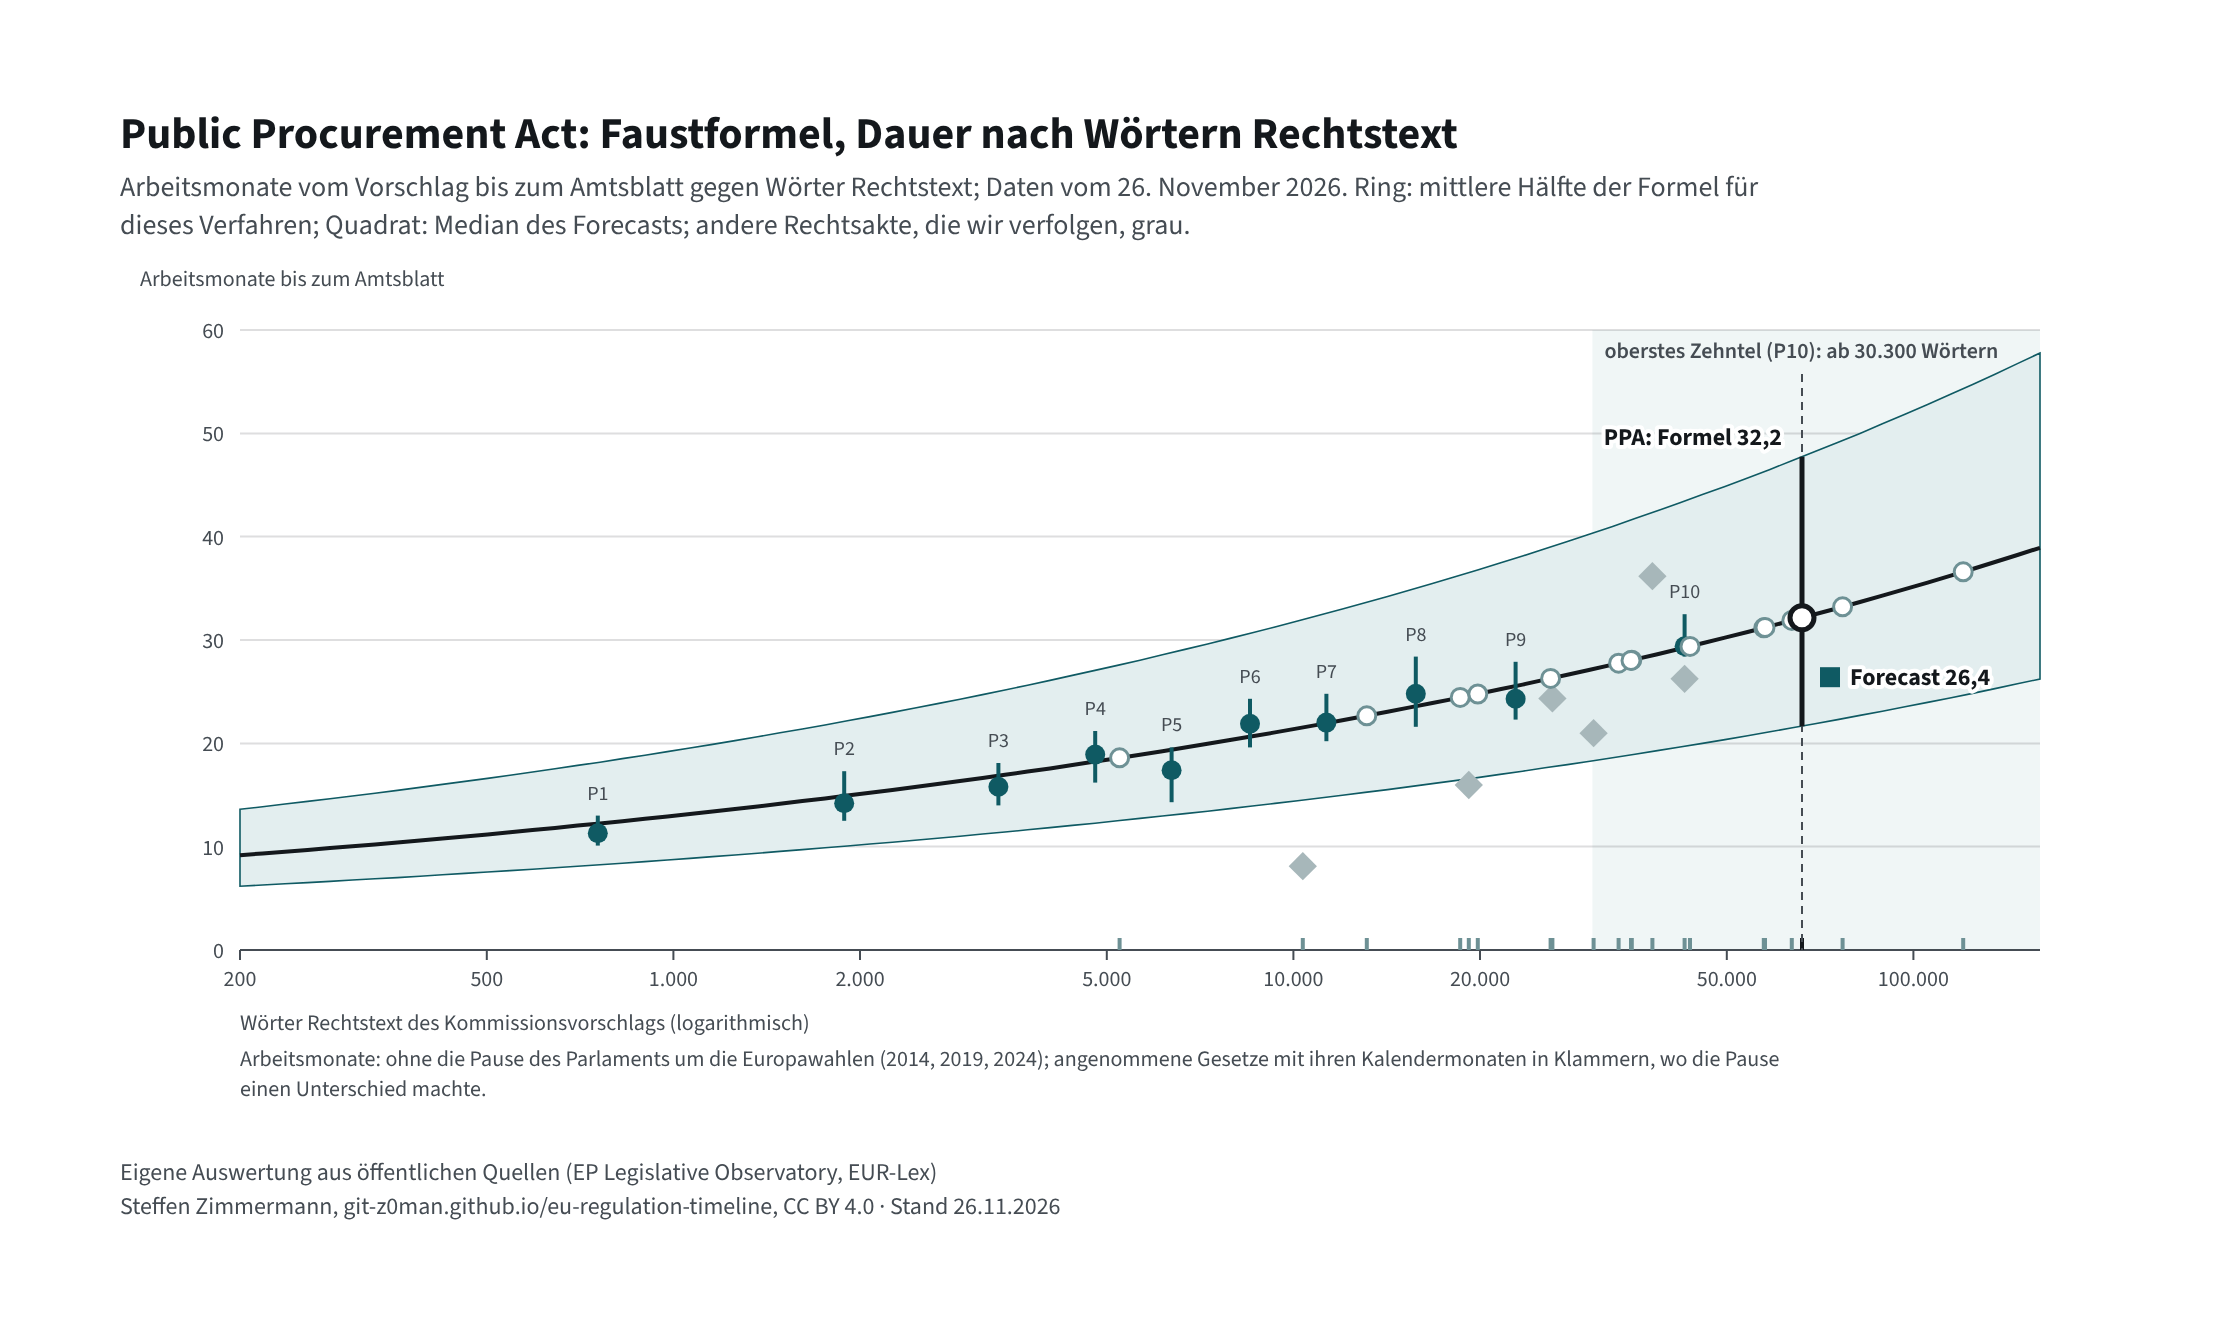 Public Procurement Act: Faustformel, Dauer nach Wörtern Rechtstext
Arbeitsmonate vom Vorschlag bis zum Amtsblatt gegen Wörter Rechtstext; Daten vom 26. November 2026. Ring: mittlere Hälfte der Formel für
dieses Verfahren; Quadrat: Median des Forecasts; andere Rechtsakte, die wir verfolgen, grau.
Arbeitsmonate bis zum Amtsblatt
60
oberstes Zehntel (P10): ab 30.300 Wörtern
50
PPA: Formel 32,2
40
P10
30
P8
P9
P7
P6
Forecast 26,4
P4
P5
20
P3
P2
P1
10
0
200 500 1.000 2.000 5.000 10.000 20.000 50.000 100.000
Wörter Rechtstext des Kommissionsvorschlags (logarithmisch)
Arbeitsmonate: ohne die Pause des Parlaments um die Europawahlen (2014, 2019, 2024); angenommene Gesetze mit ihren Kalendermonaten in Klammern, wo die Pause
einen Unterschied machte.
Eigene Auswertung aus öffentlichen Quellen (EP Legislative Observatory, EUR-Lex)
Steffen Zimmermann, git-z0man.github.io/eu-regulation-timeline, CC BY 4.0 · Stand 26.11.2026